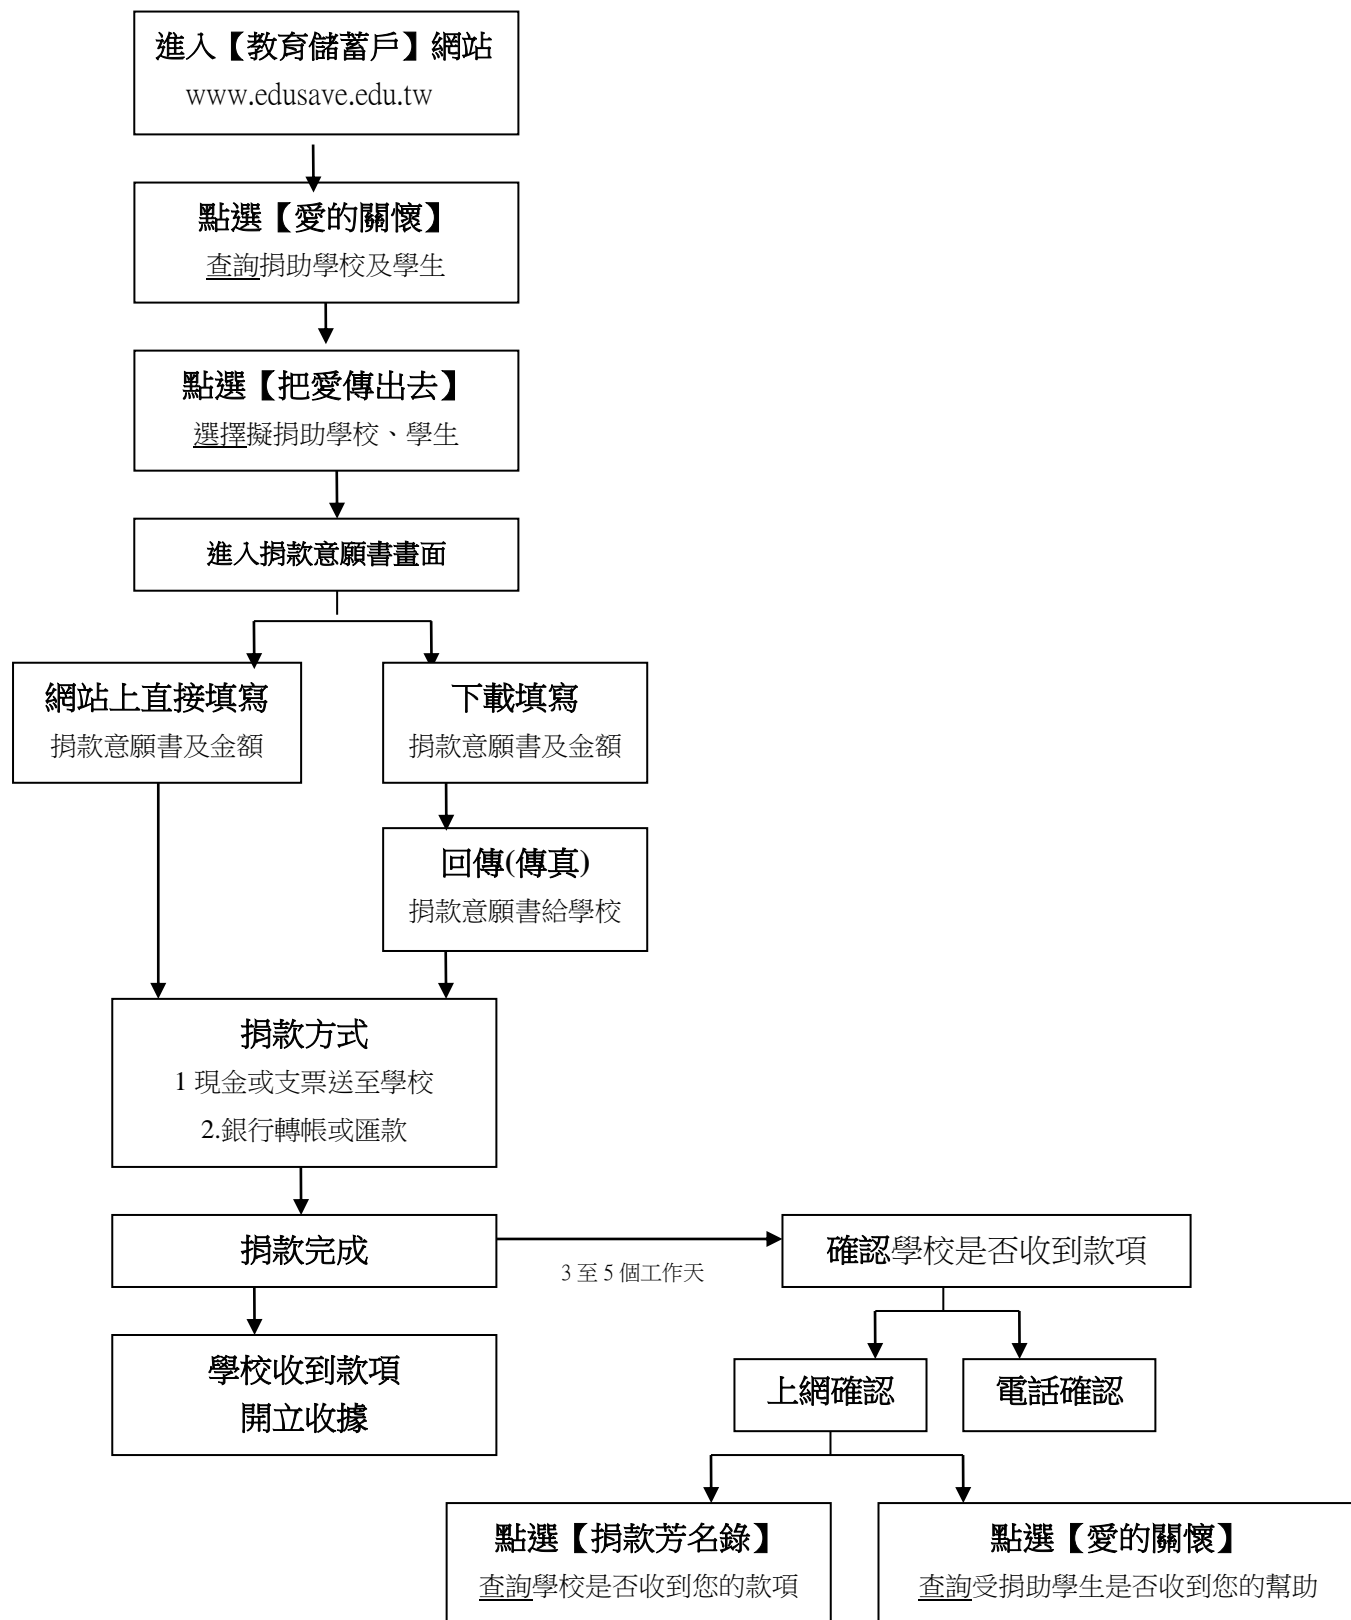 進入【教育儲蓄戶】網站
www.edusave.edu.tw
點選【愛的關懷】
查詢捐助學校及學生
點選【把愛傳出去】
選擇擬捐助學校、學生
進入捐款意願書畫面
網站上直接填寫
捐款意願書及金額
下載填寫
捐款意願書及金額
回傳(傳真)
捐款意願書給學校
捐款方式
1 現金或支票送至學校
2.銀行轉帳或匯款
捐款完成
3 至 5 個工作天
確認學校是否收到款項
學校收到款項
開立收據
上網確認
電話確認
點選【捐款芳名錄】
查詢學校是否收到您的款項
點選【愛的關懷】
查詢受捐助學生是否收到您的幫助